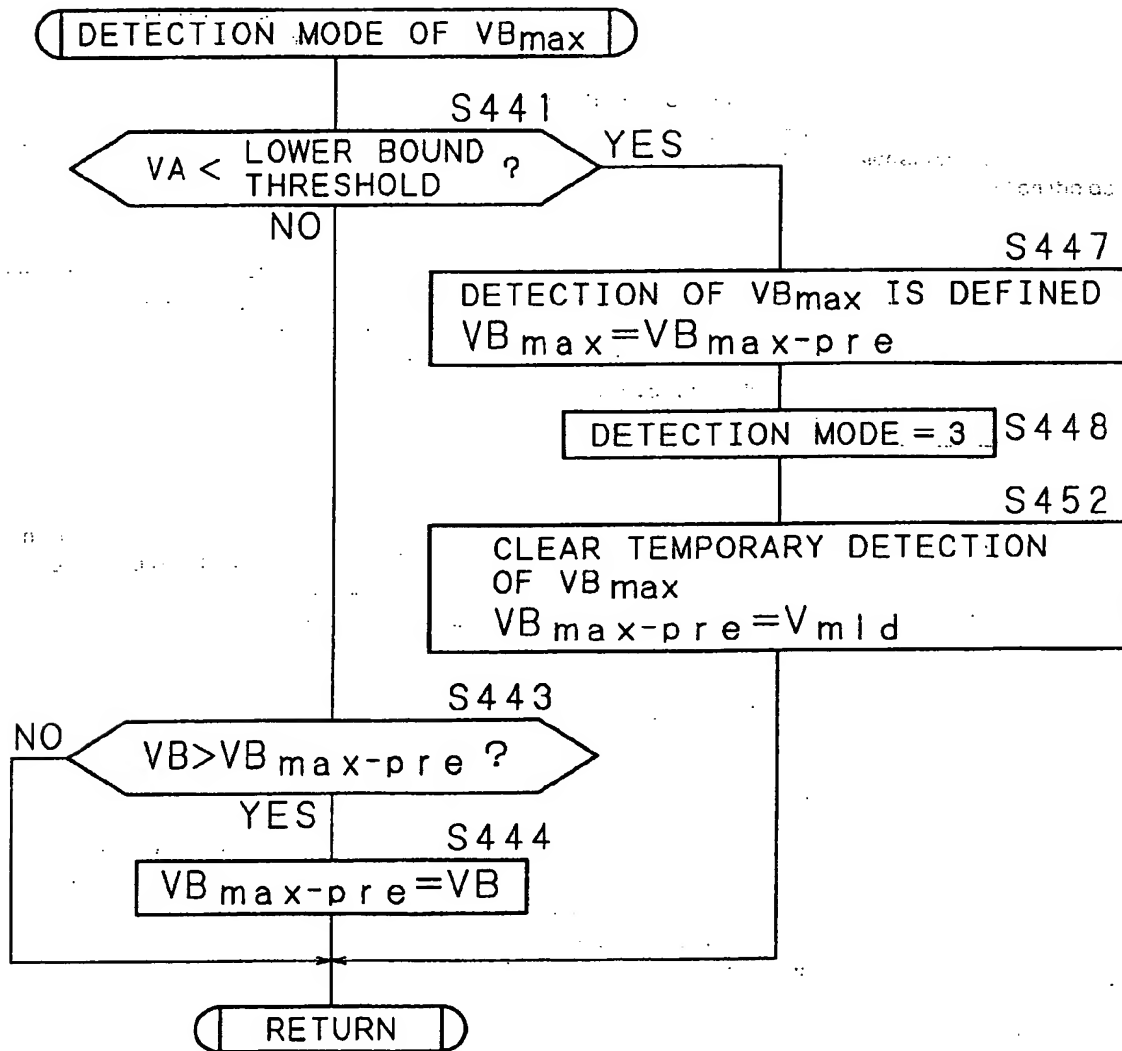 DETECTION MODE OF VBmax
S441
VA < LOWER BOUND THRESHOLD ?
YES
NO
S447
DETECTION OF VBmax IS DEFINED
VBmax=VBmax-pre
DETECTION MODE = 3 S448
S452
CLEAR TEMPORARY DETECTION
OF VBmax
VBmax-pre=Vmld
S443
NO
VB>VBmax-pre ?
YES
S444
VBmax-pre=VB
RETURN